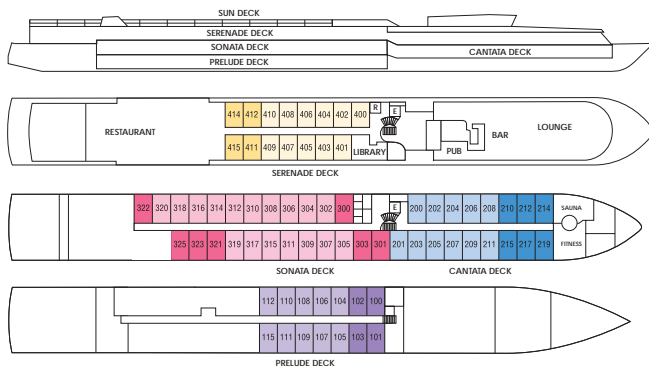 SUN DECK
SERENADE DECK
SONATA DECK
CANTATA DECK
PRELUDE DECK
414 412 410 408 406 404 402 400 R E
RESTAURANT BAR LOUNGE
415 411 409 407 405 403 401 LIBRARY PUB
SERENADE DECK
322 320 318 316 314 312 310 308 306 304 302 300 E 200 202 204 206 208 210 212 214 SAUNA
325 323 321 319 317 315 311 309 307 305 303 301 201 203 205 207 209 211 215 217 219 FITNESS
SONATA DECK CANTATA DECK
112 110 108 106 104 102 100
115 111 109 107 105 103 101
PRELUDE DECK